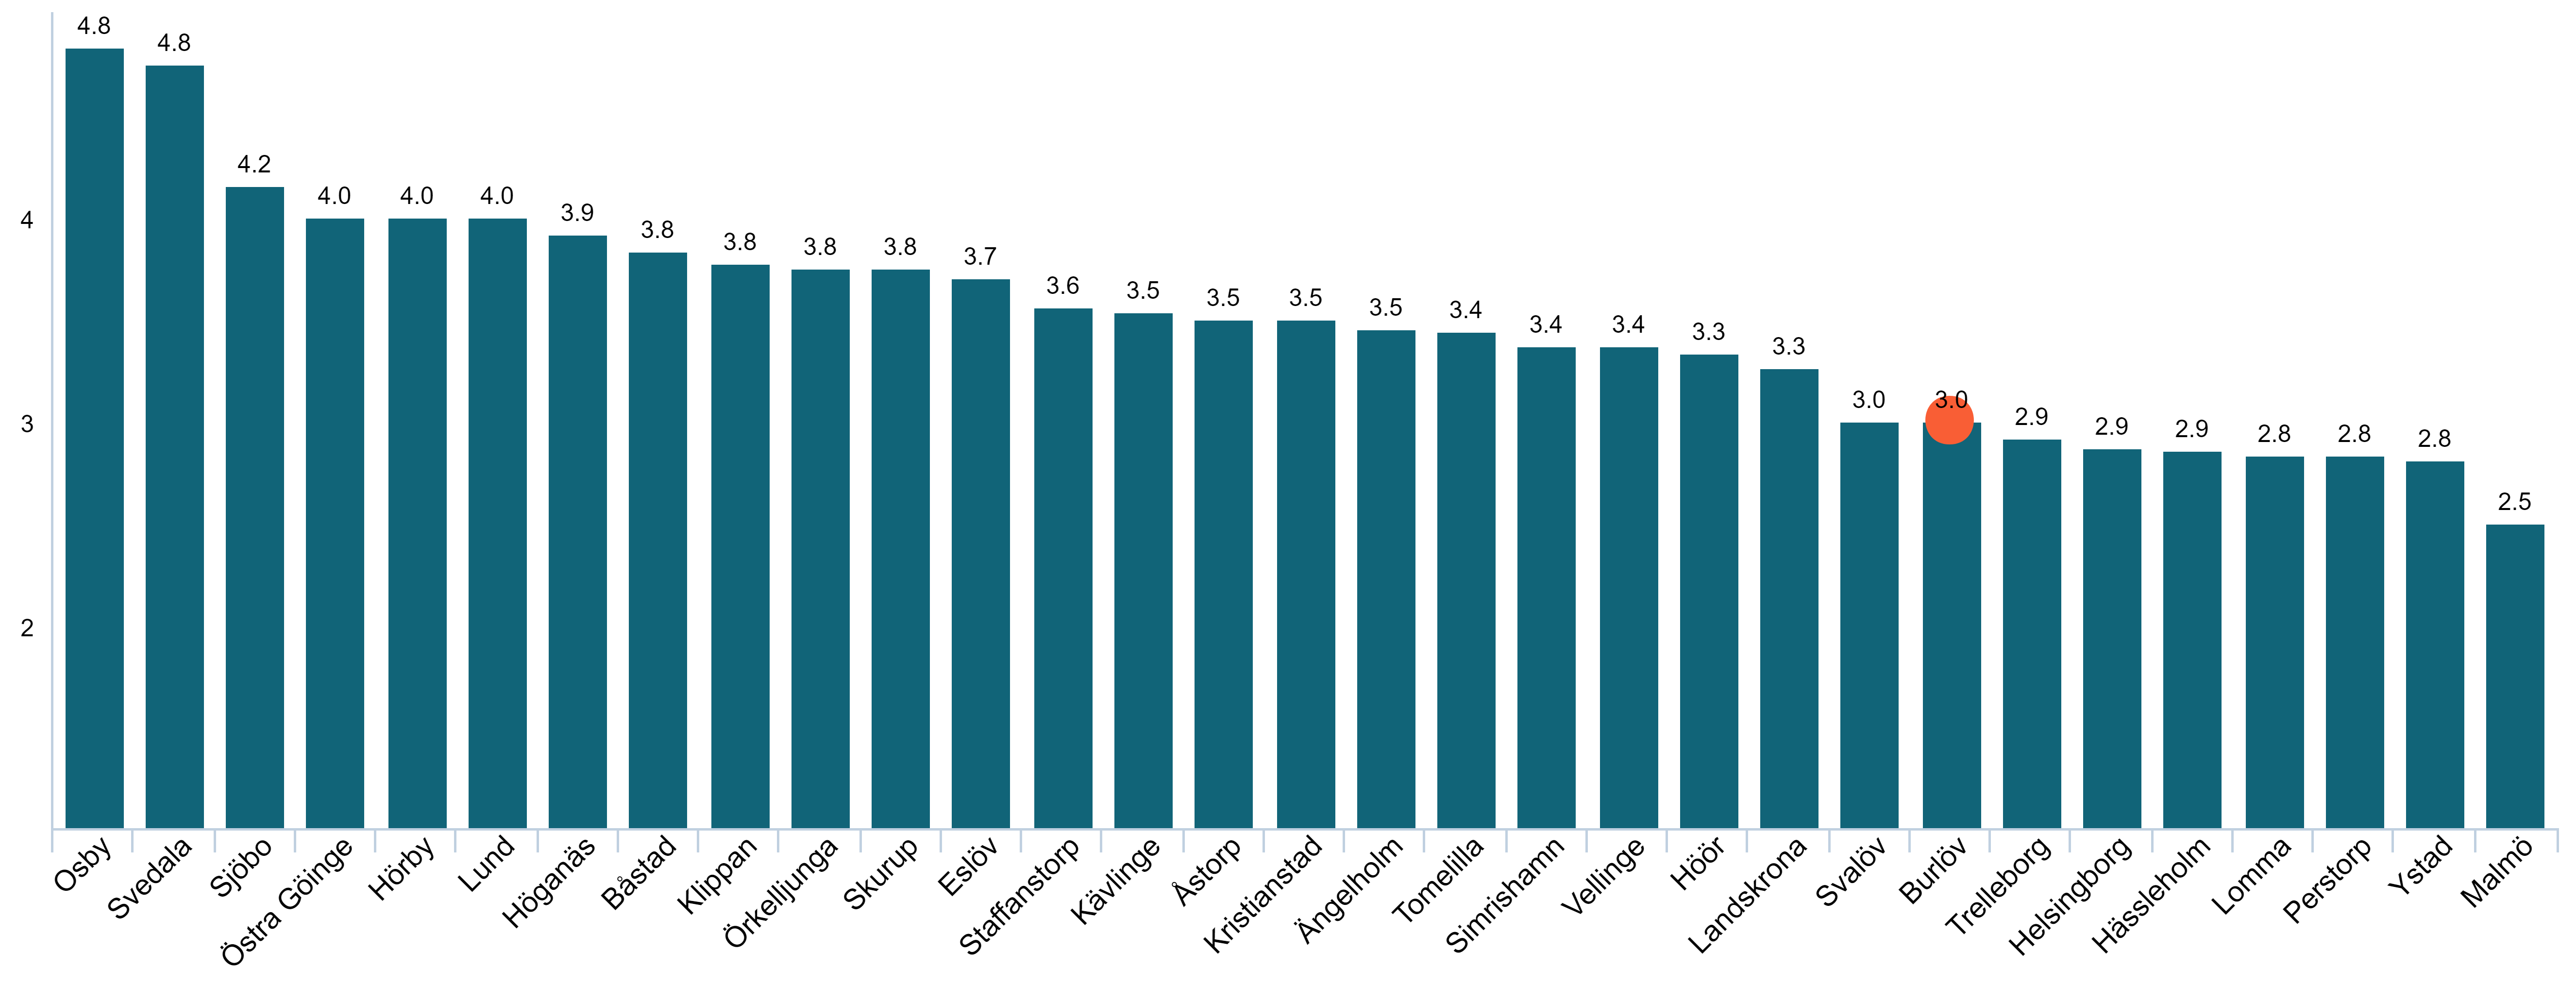 4.8 4.8 4.2 4.0 4.0 4.0 3.9 3.8 3.8 3.8 3.8 3.7 3.6 3.5 3.5 3.5 3.5 3.4 3.4 3.4 3.3 3.3 3.0 3.0 2.9 2.9 2.9 2.8 2.8 2.8 2.5
4
3
2
Osby
Svedala
Sjöbo
Östra Göinge
Hörby
Lund
Höganäs
Båstad
Klippan
Örkelljunga
Skurup
Eslöv
Staffanstorp
Kävlinge
Åstorp
Kristianstad
Ängelholm
Tomelilla
Simrishamn
Vellinge
Höör
Landskrona
Svalöv
Burlöv
Trelleborg
Helsingborg
Hässleholm
Lomma
Perstorp
Ystad
Malmö